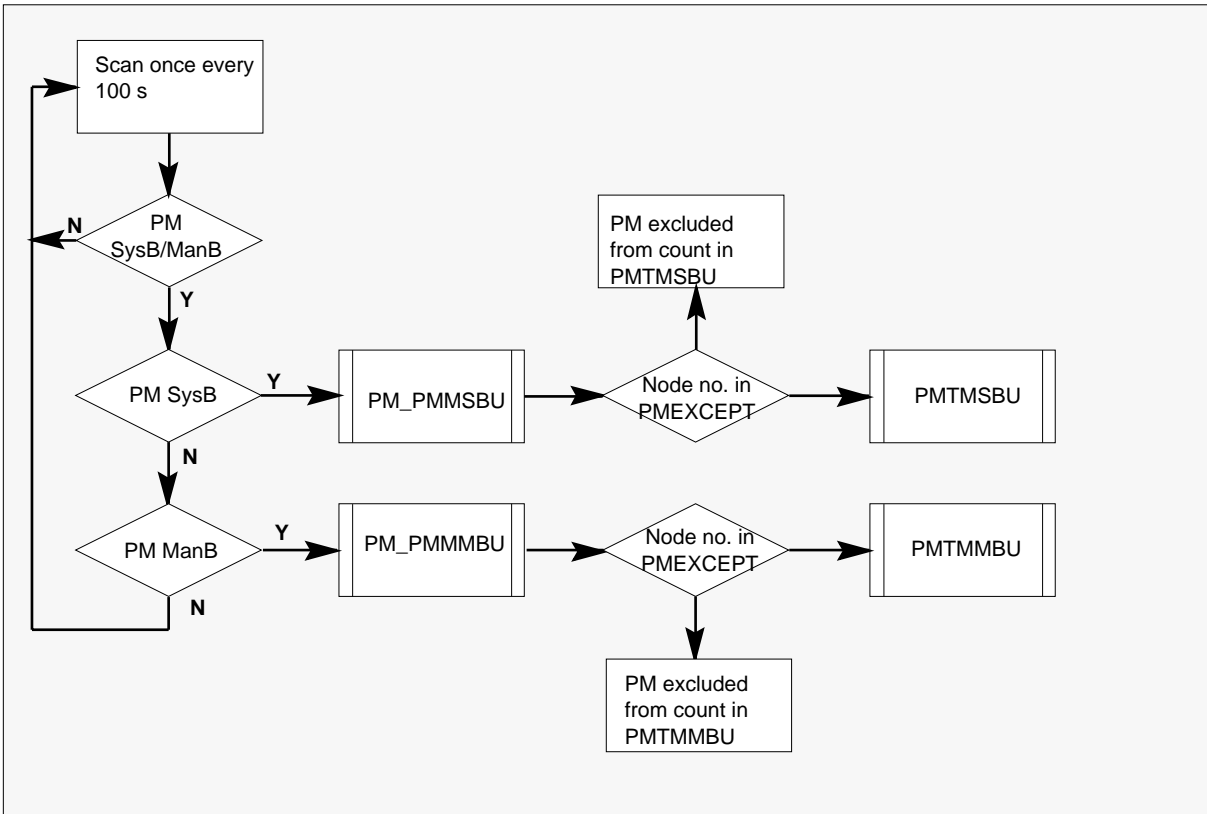 Scan once every
100 s
N
PM
SysB/ManB
PM excluded
from count in
PMTMSBU
Y
PM SysB
Y
PM_PMMSBU
Node no. in
PMEXCEPT
PMTMSBU
N
PM ManB
Y
PM_PMMMBU
Node no. in
PMEXCEPT
PMTMMBU
N
PM excluded
from count in
PMTMMBU